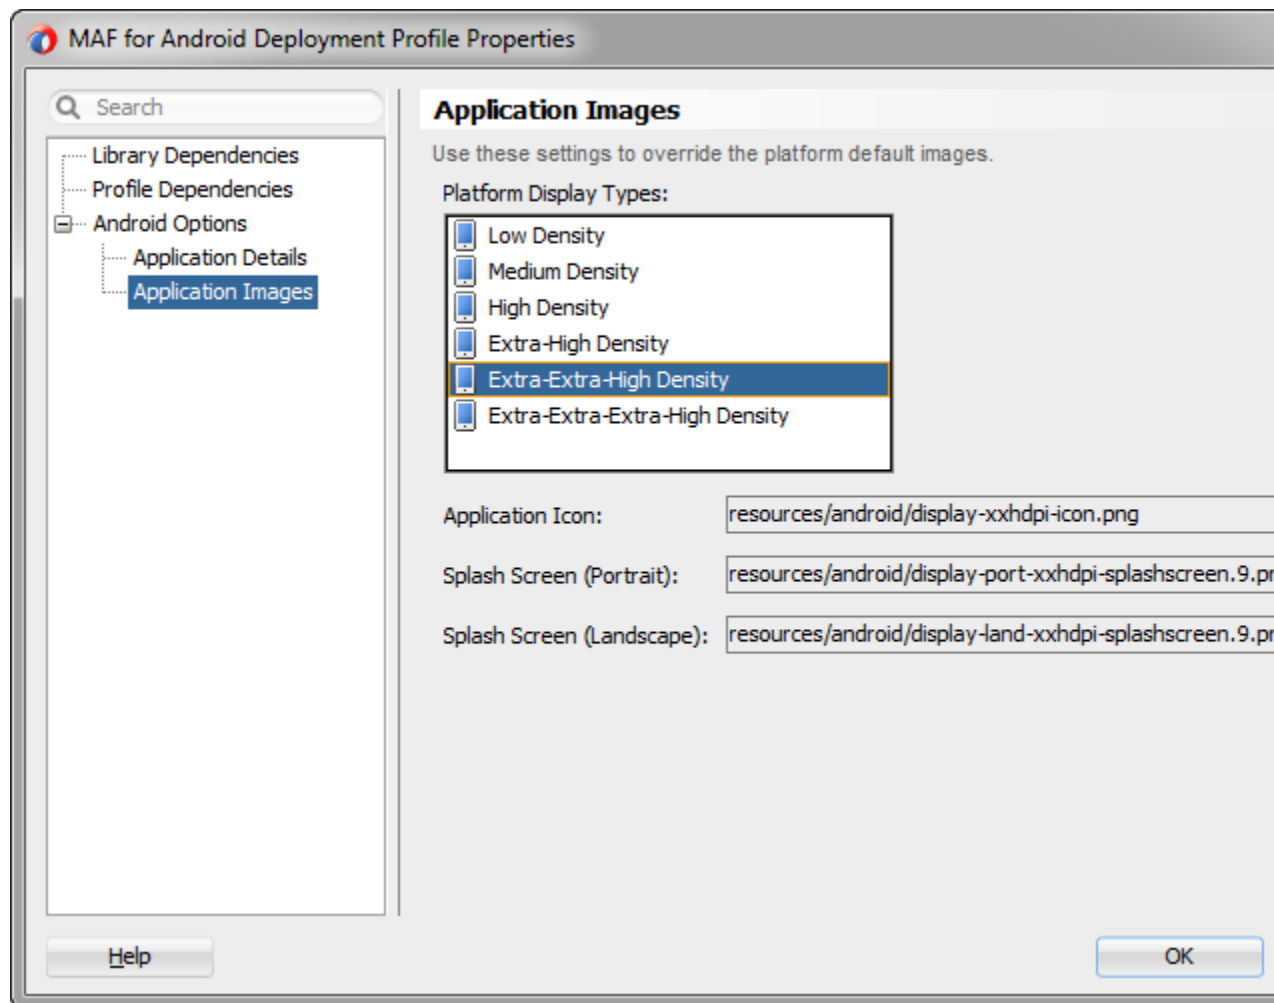 MAF for Android Deployment Profile Properties
Search
Library Dependencies
Profile Dependencies
Android Options
Application Details
Application Images
Application Images
Use these settings to override the platform default images.
Platform Display Types:
Low Density
Medium Density
High Density
Extra-High Density
Extra-Extra-High Density
Extra-Extra-Extra-High Density
Application Icon: resources/android/display-xxhdpi-icon.png
Splash Screen (Portrait): resources/android/display-port-xxhdpi-splashscreen.9.pn
Splash Screen (Landscape): resources/android/display-land-xxhdpi-splashscreen.9.pn
Help
OK